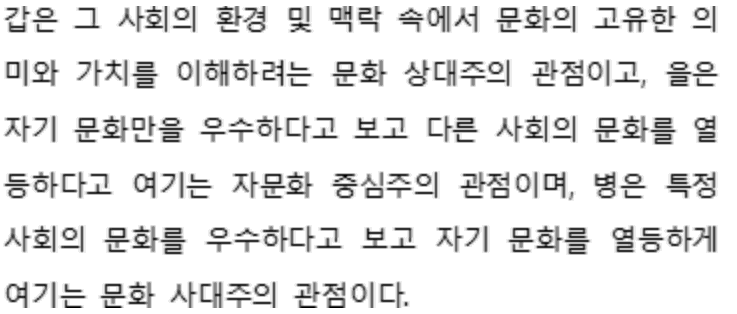 갑은 그 사회의 환경 및 맥락 속에서 문화의 고유한 의
미와 가치를 이해하려는 문화 상대주의 관점이고, 을은
자기 문화만을 우수하다고 보고 다른 사회의 문화를 열
등하다고 여기는 자문화 중심주의 관점이며, 병은 특정
사회의 문화를 우수하다고 보고 자기 문화를 열등하게
여기는 문화 사대주의 관점이다.